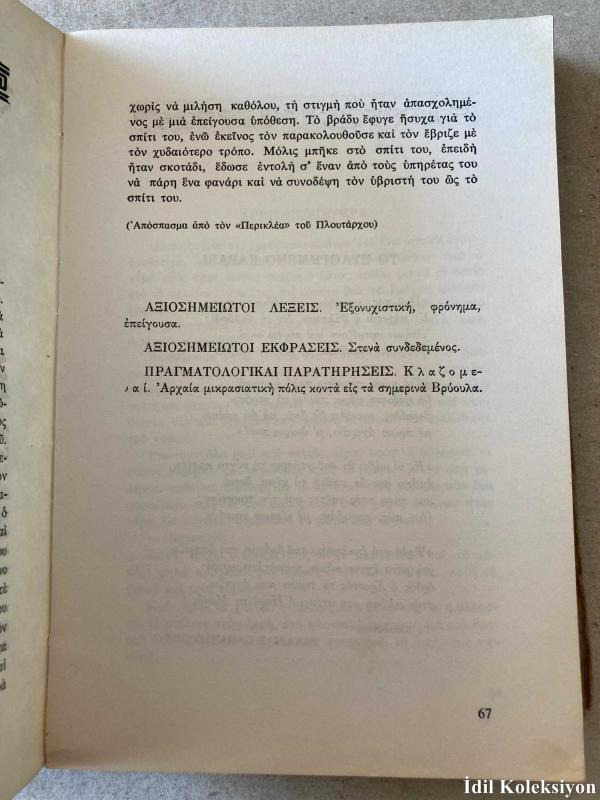 χωρὶς νὰ μιλήση καθόλου, τὴ στιγμὴ ποὺ ἦταν ἀπασχολημέ-
νος μὲ μιὰ ἐπείγουσα ὑπόθεση. Τὸ βράδυ ἔφυγε ἥσυχα γιὰ τὸ
σπίτι του, ἐνῶ ἐκεῖνος τὸν παρακολουθοῦσε καὶ τὸν ἔβριζε μὲ
τὸν χυδαιότερο τρόπο. Μόλις μπῆκε στὸ σπίτι του, ἐπειδὴ
ἦταν σκοτάδι, ἔδωσε ἐντολὴ σ' ἕναν ἀπὸ τοὺς ὑπηρέτας του
νὰ πάρη ἕνα φανάρι καὶ νὰ συνοδέψη τὸν ὑβριστή του ὣς τὸ
σπίτι του.
(Ἀπόσπασμα ἀπὸ τὸν «Περικλέα» τοῦ Πλουτάρχου)
ΑΞΙΟΣΗΜΕΙΩΤΟΙ ΛΕΞΕΙΣ. Ἐξονυχιστική, φρόνημα,
ἐπείγουσα.
ΑΞΙΟΣΗΜΕΙΩΤΟΙ ΕΚΦΡΑΣΕΙΣ. Στενὰ συνδεδεμένος.
ΠΡΑΓΜΑΤΟΛΟΓΙΚΑΙ ΠΑΡΑΤΗΡΗΣΕΙΣ. Κλαζομε-
ναί. Ἀρχαία μικρασιατικὴ πόλις κοντὰ εἰς τὰ σημερινὰ Βρύουλα.
67
İdil Koleksiyon